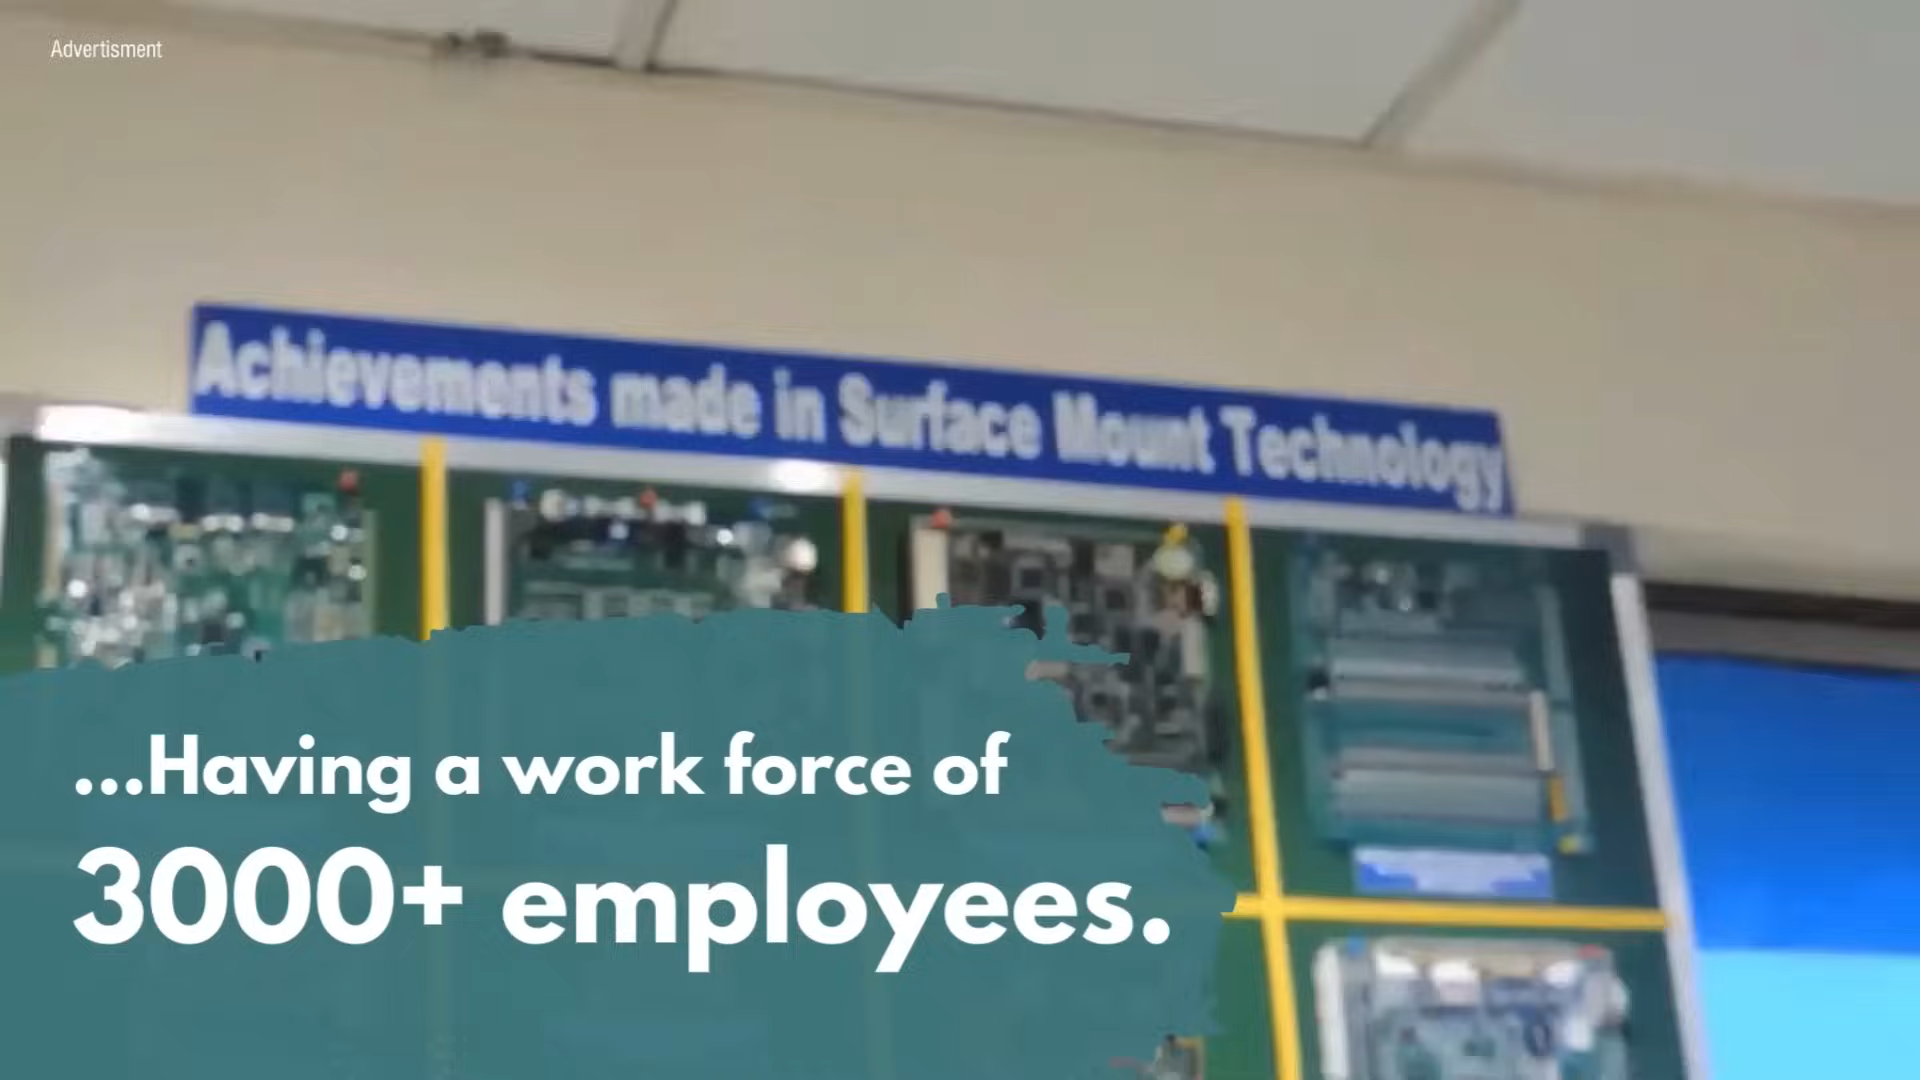 Advertisment
Achievements made in Surface Mount Technology
...Having a work force of
3000+ employees.